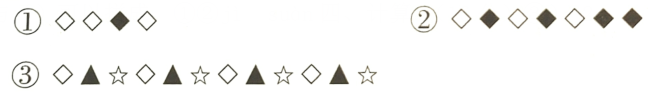 ① ◇ ◇ ◆ ◇
② ◇ ◆ ◇ ◆ ◇ ◆ ◆
③ ◇ ▲ ☆ ◇ ▲ ☆ ◇ ▲ ☆ ◇ ▲ ☆